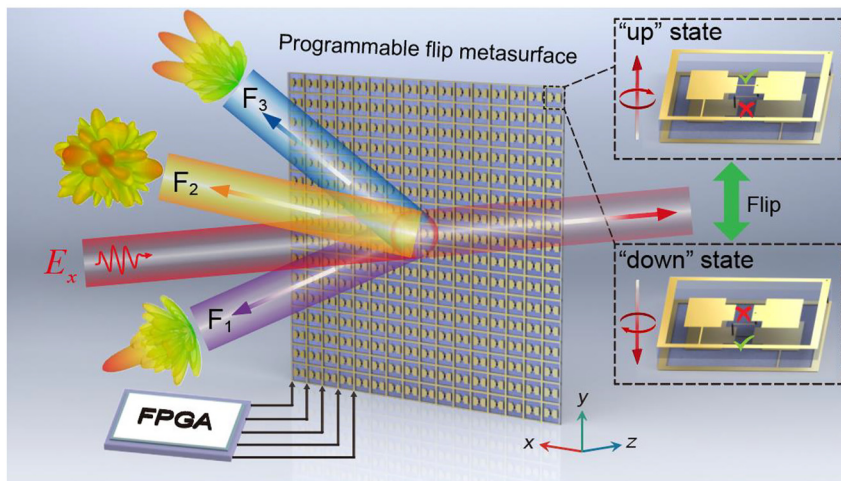 Programmable flip metasurface
"up" state
F3
F2
Ex
F1
Flip
"down" state
FPGA
x
y
z